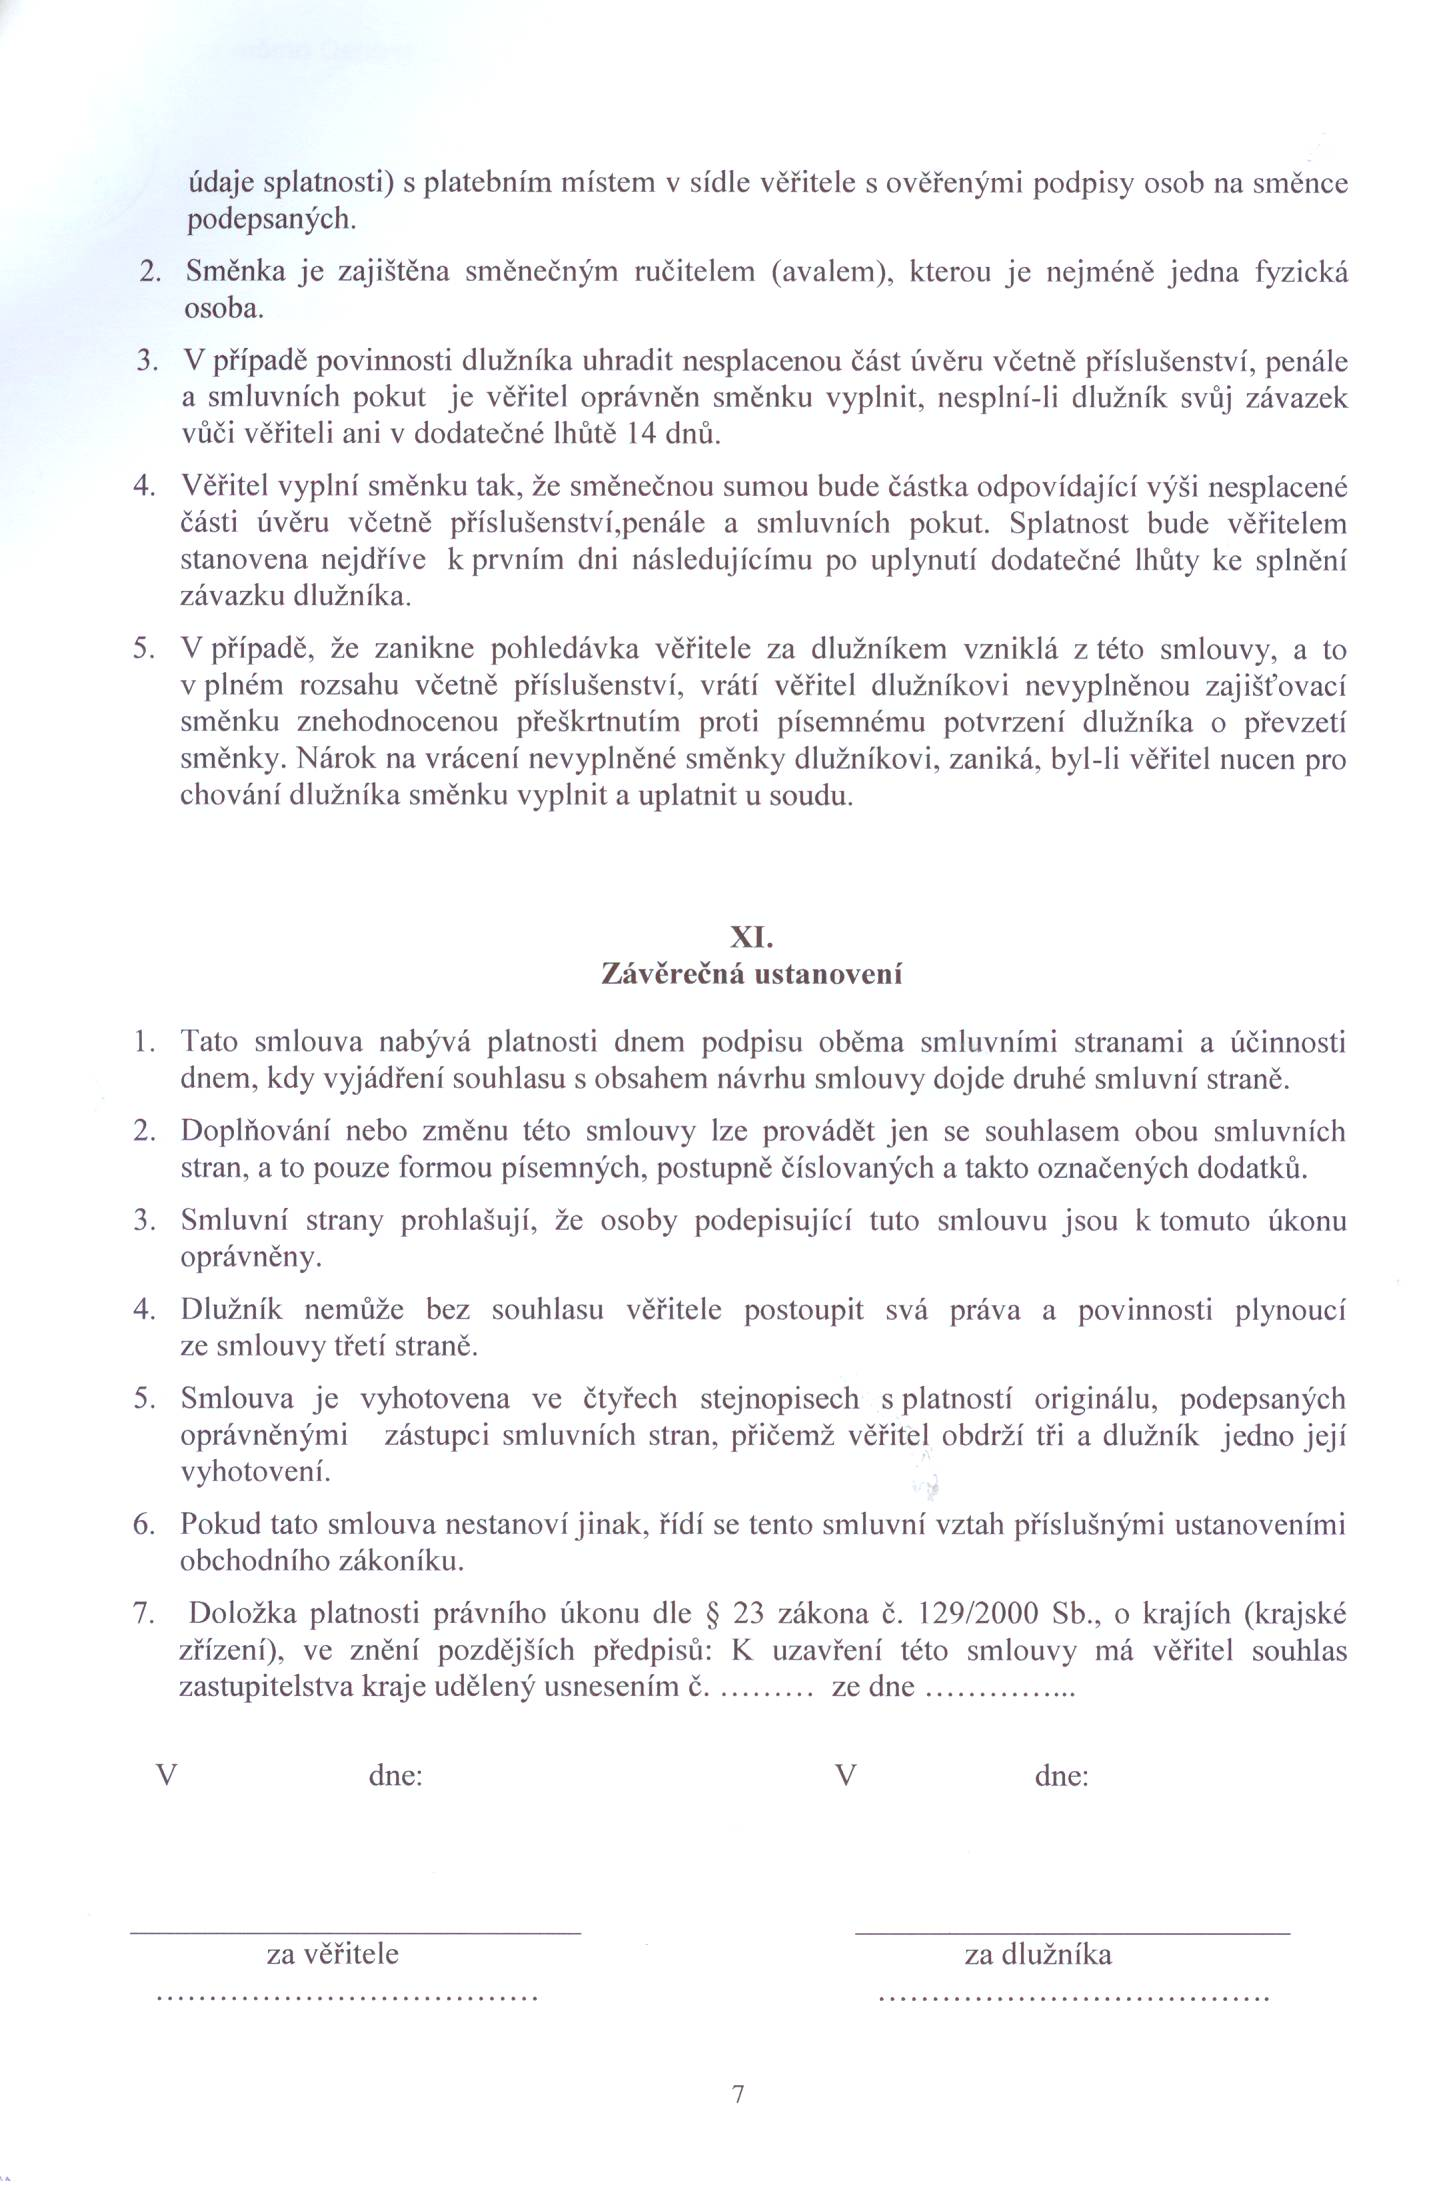 údaje splatnosti) s platebním místem v sídle věřitele s ověřenými podpisy osob na směnce
podepsaných.
2. Směnka je zajištěna směnečným ručitelem (avalem), kterou je nejméně jedna fyzická
osoba.
3. V případě povinnosti dlužníka uhradit nesplacenou část úvěru včetně příslušenství, penále
a smluvních pokut je věřitel oprávněn směnku vyplnit, nesplní-li dlužník svůj závazek
vůči věřiteli ani v dodatečné lhůtě 14 dnů.
4. Věřitel vyplní směnku tak, že směnečnou sumou bude částka odpovídající výši nesplacené
části úvěru včetně příslušenství,penále a smluvních pokut. Splatnost bude věřitelem
stanovena nejdříve k prvním dni následujícímu po uplynutí dodatečné lhůty ke splnění
závazku dlužníka.
5. V případě, že zanikne pohledávka věřitele za dlužníkem vzniklá z této smlouvy, a to
v plném rozsahu včetně příslušenství, vrátí věřitel dlužníkovi nevyplněnou zajišťovací
směnku znehodnocenou přeškrtnutím proti písemnému potvrzení dlužníka o převzetí
směnky. Nárok na vrácení nevyplněné směnky dlužníkovi, zaniká, byl-li věřitel nucen pro
chování dlužníka směnku vyplnit a uplatnit u soudu.
XI.
Závěrečná ustanovení
1. Tato smlouva nabývá platnosti dnem podpisu oběma smluvními stranami a účinnosti
dnem, kdy vyjádření souhlasu s obsahem návrhu smlouvy dojde druhé smluvní straně.
2. Doplňování nebo změnu této smlouvy lze provádět jen se souhlasem obou smluvních
stran, a to pouze formou písemných, postupně číslovaných a takto označených dodatků.
3. Smluvní strany prohlašují, že osoby podepisující tuto smlouvu jsou k tomuto úkonu
oprávněny.
4. Dlužník nemůže bez souhlasu věřitele postoupit svá práva a povinnosti plynoucí
ze smlouvy třetí straně.
5. Smlouva je vyhotovena ve čtyřech stejnopisech s platností originálu, podepsaných
oprávněnými zástupci smluvních stran, přičemž věřitel obdrží tři a dlužník jedno její
vyhotovení.
6. Pokud tato smlouva nestanoví jinak, řídí se tento smluvní vztah příslušnými ustanoveními
obchodního zákoníku.
7. Doložka platnosti právního úkonu dle § 23 zákona č. 129/2000 Sb., o krajích (krajské
zřízení), ve znění pozdějších předpisů: K uzavření této smlouvy má věřitel souhlas
zastupitelstva kraje udělený usnesením č. ......... ze dne ...............
V dne: V dne:
za věřitele za dlužníka
.................................... .....................................
7